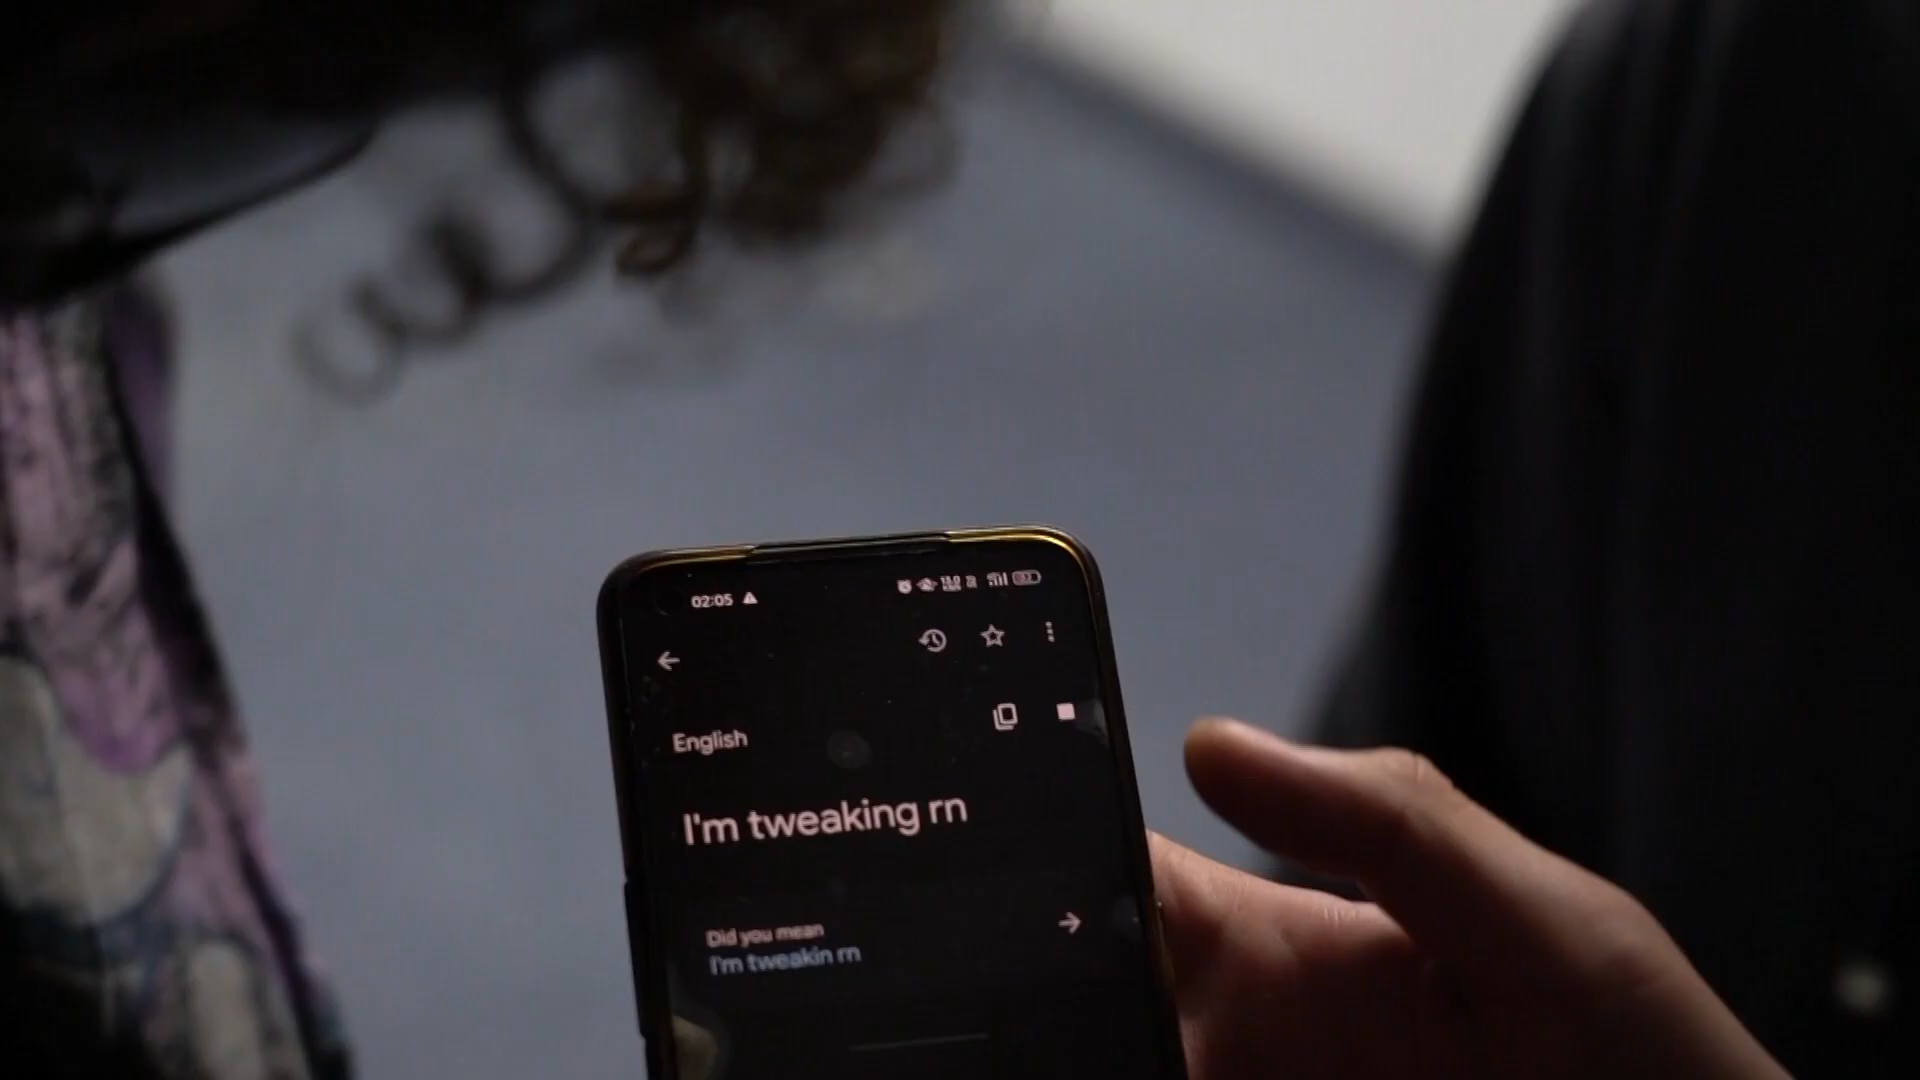 02:05
English
I'm tweaking rn
Did you mean
I'm tweakin rn